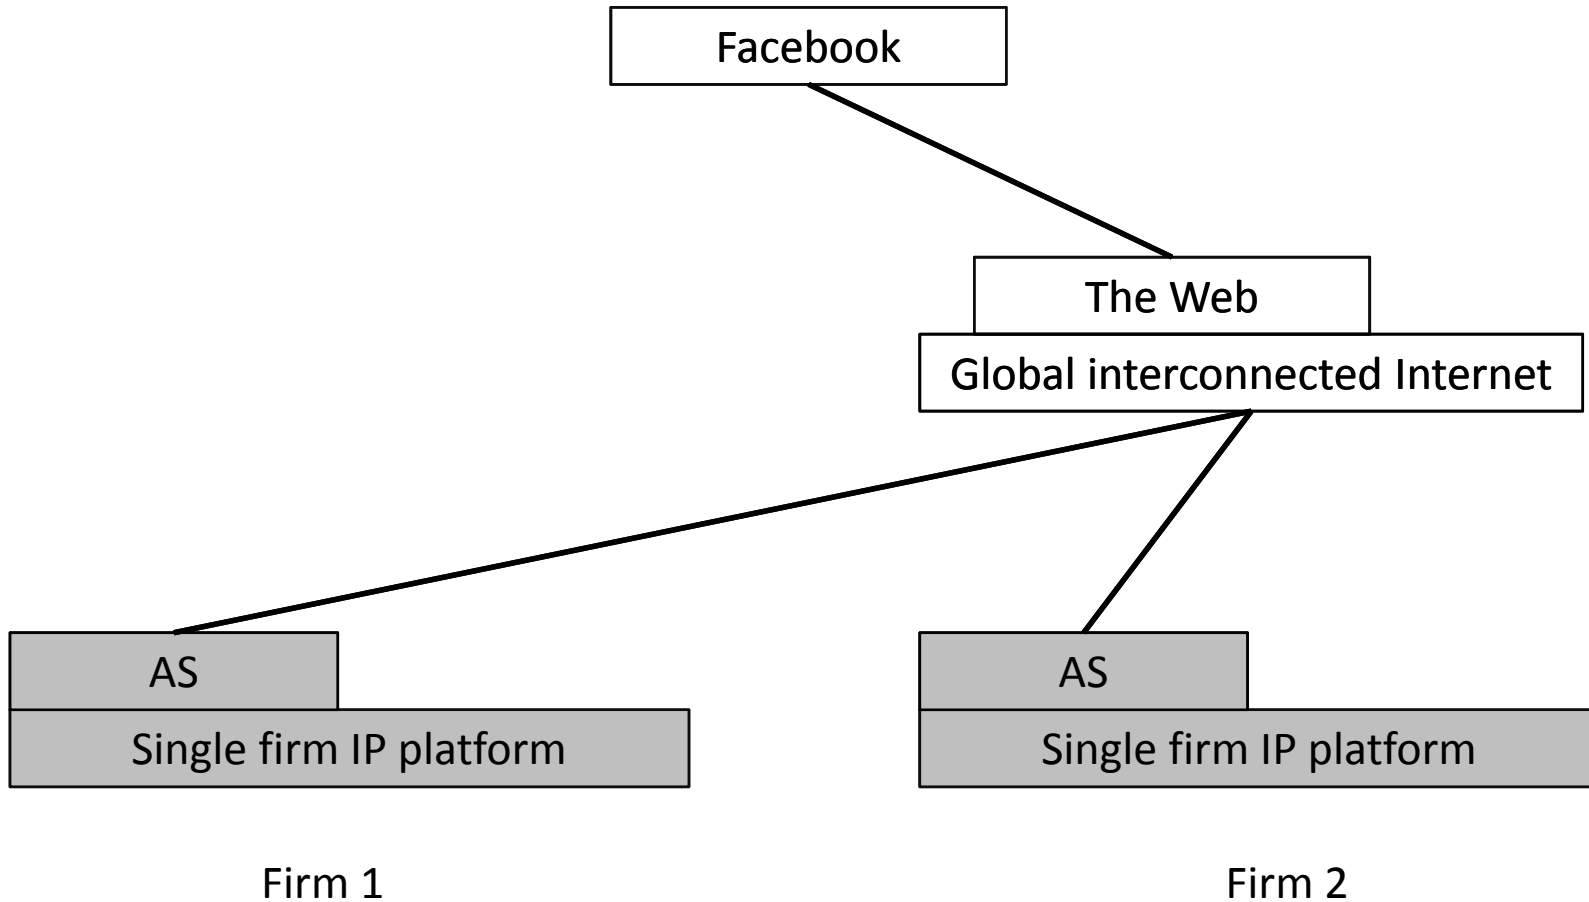 Facebook
The Web
Global interconnected Internet
AS
AS
Single firm IP platform
Single firm IP platform
Firm 1
Firm 2